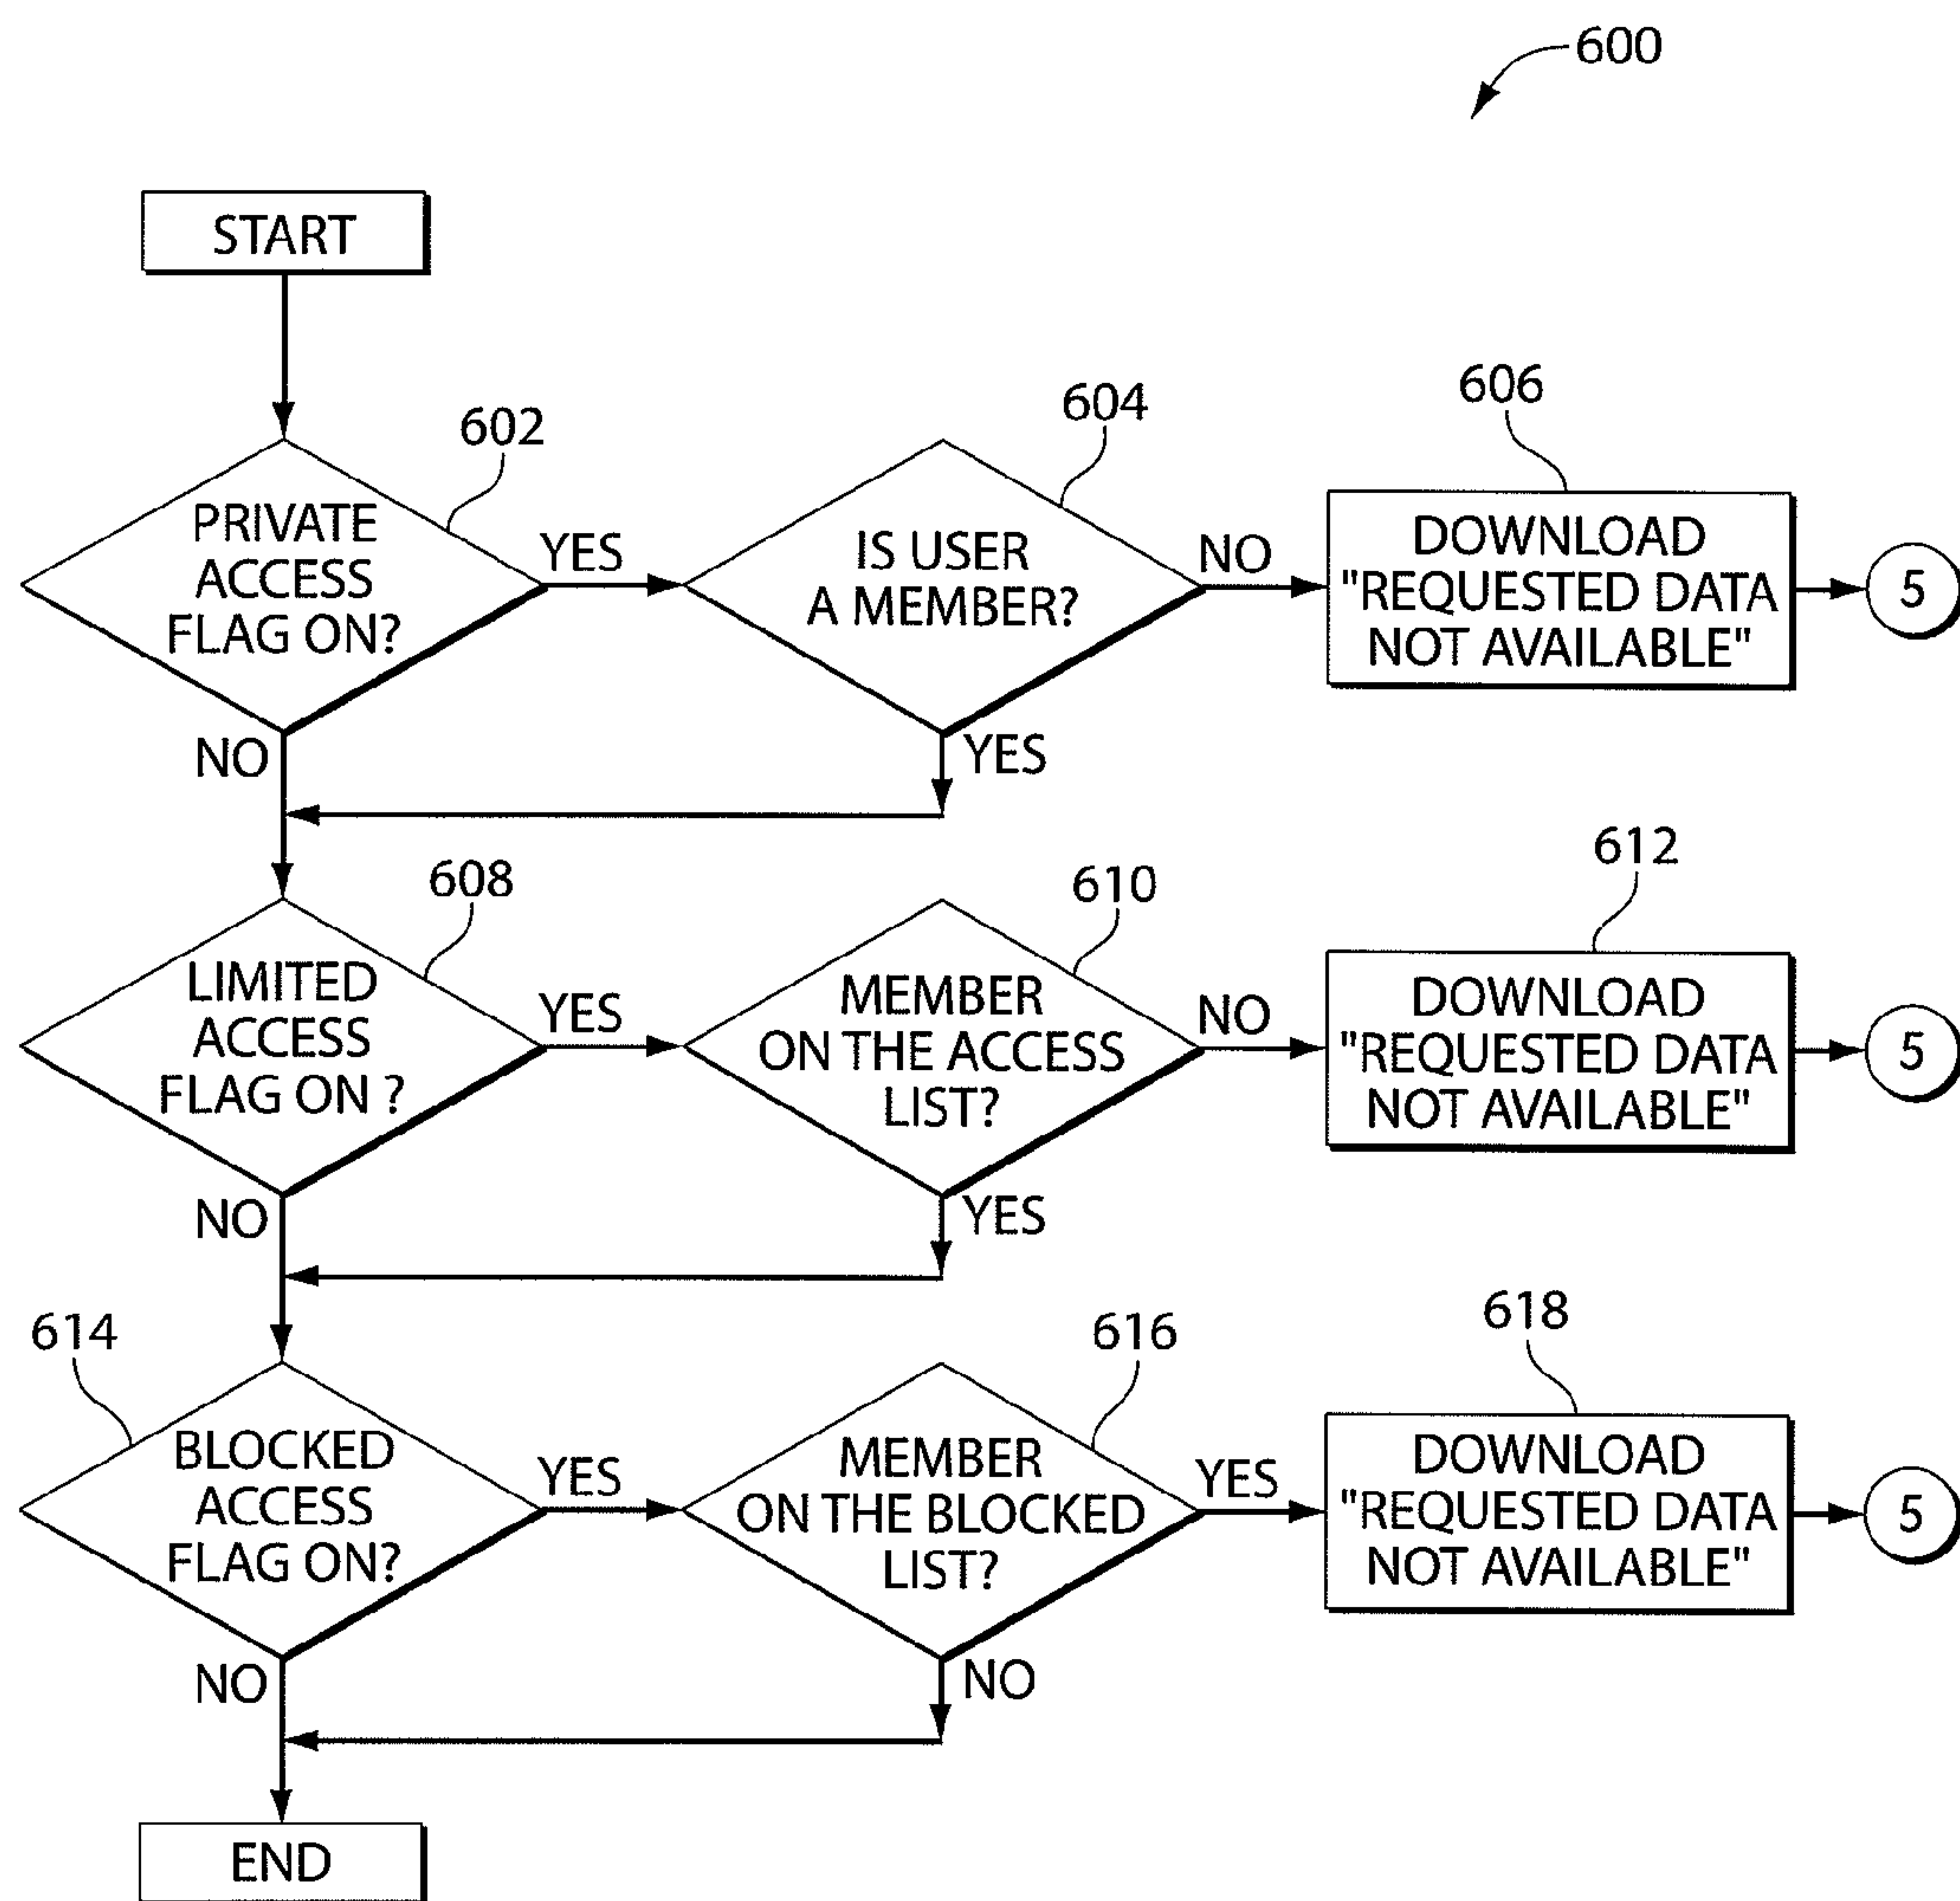 600
START
602
604
606
PRIVATE
ACCESS
FLAG ON?
YES
IS USER
A MEMBER?
NO
DOWNLOAD
"REQUESTED DATA
NOT AVAILABLE"
5
NO
YES
608
610
612
LIMITED
ACCESS
FLAG ON ?
YES
MEMBER
ON THE ACCESS
LIST?
NO
DOWNLOAD
"REQUESTED DATA
NOT AVAILABLE"
5
NO
YES
614
616
618
BLOCKED
ACCESS
FLAG ON?
YES
MEMBER
ON THE BLOCKED
LIST?
YES
DOWNLOAD
"REQUESTED DATA
NOT AVAILABLE"
5
NO
NO
END